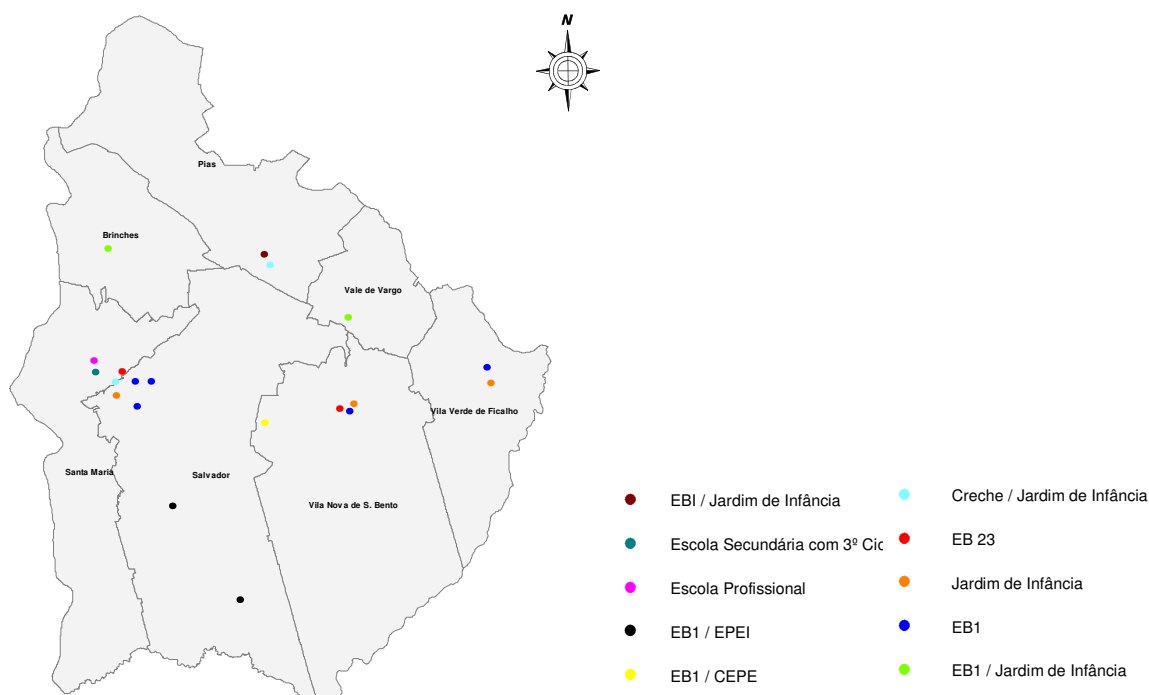 N
Pias
Brinches
Vale de Vargo
Vila Verde de Ficalho
Santa Maria
Salvador
Vila Nova de S. Bento
EBI / Jardim de Infância
Escola Secundária com 3º Cic
Escola Profissional
EB1 / EPEI
EB1 / CEPE
Creche / Jardim de Infância
EB 23
Jardim de Infância
EB1
EB1 / Jardim de Infância